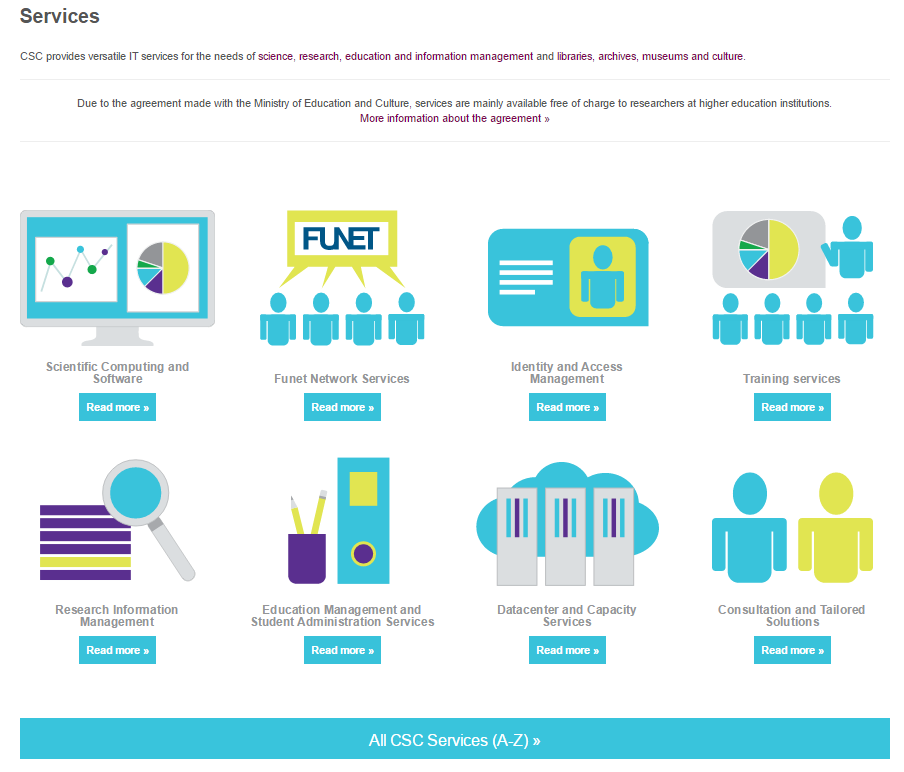 Services
CSC provides versatile IT services for the needs of science, research, education and information management and libraries, archives, museums and culture.
Due to the agreement made with the Ministry of Education and Culture, services are mainly available free of charge to researchers at higher education institutions.
More information about the agreement »
FUNET
Scientific Computing and
Software
Read more »
Funet Network Services
Read more »
Identity and Access
Management
Read more »
Training services
Read more »
Research Information
Management
Read more »
Education Management and
Student Administration Services
Read more »
Datacenter and Capacity
Services
Read more »
Consultation and Tailored
Solutions
Read more »
All CSC Services (A-Z) »